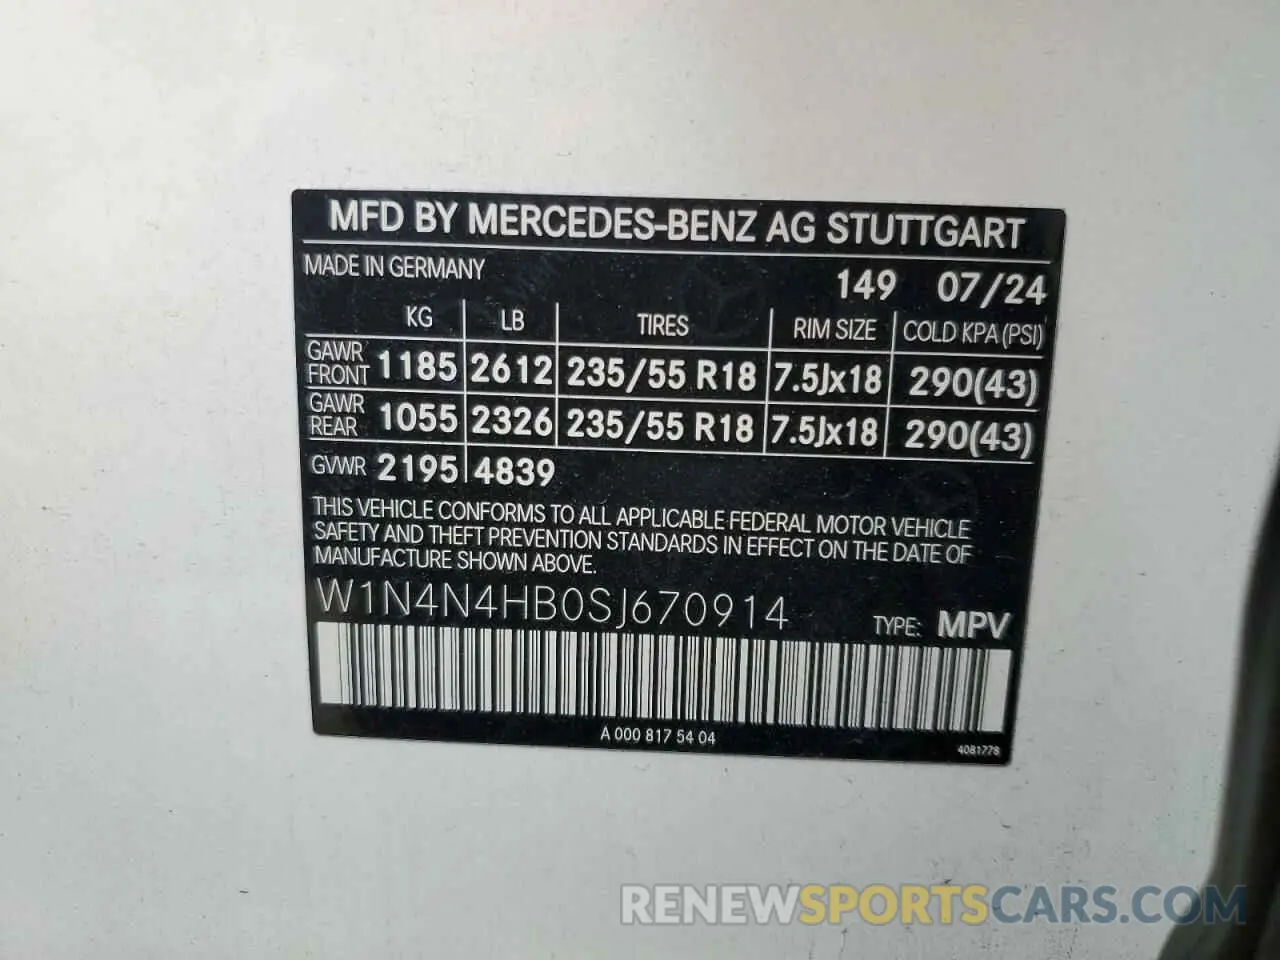 MFD BY MERCEDES-BENZ AG STUTTGART
MADE IN GERMANY 149 07/24
KG LB TIRES RIM SIZE COLD KPA(PSI)
GAWR FRONT 1185 2612 235/55 R18 7.5Jx18 290(43)
GAWR REAR 1055 2326 235/55 R18 7.5Jx18 290(43)
GVWR 2195 4839
THIS VEHICLE CONFORMS TO ALL APPLICABLE FEDERAL MOTOR VEHICLE
SAFETY AND THEFT PREVENTION STANDARDS IN EFFECT ON THE DATE OF
MANUFACTURE SHOWN ABOVE.
W1N4N4HB0SJ670914 TYPE: MPV
A 000 817 54 04
4081778
RENEWSPORTSCARS.COM